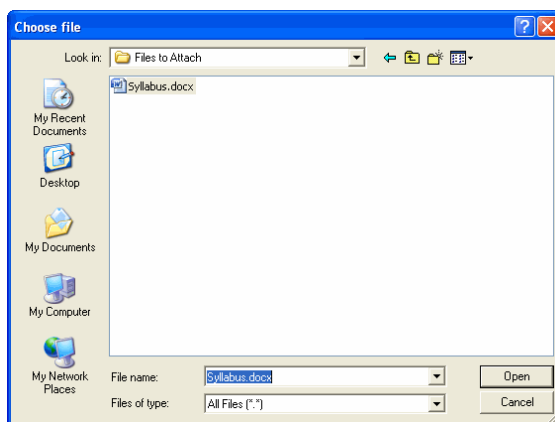 Choose file
Look in: Files to Attach
Syllabus.docx
My Recent
Documents
Desktop
My Documents
My Computer
My Network
Places
File name: Syllabus.docx Open
Files of type: All Files (*.*) Cancel